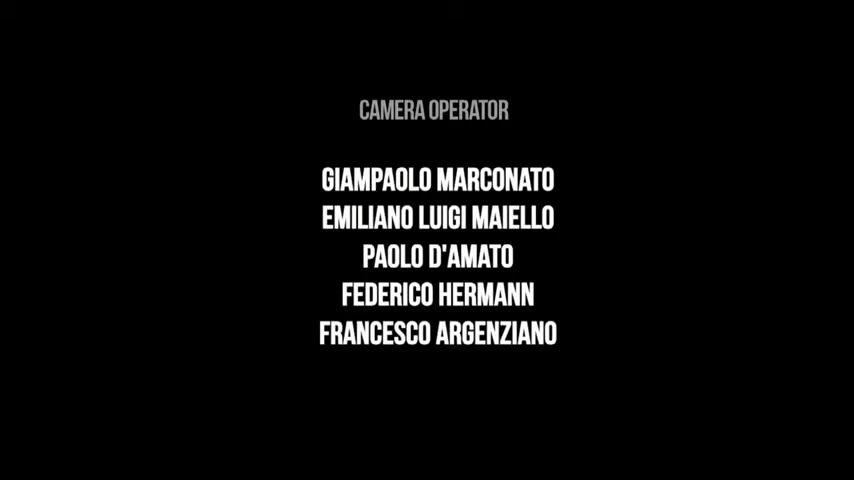 CAMERA OPERATOR
GIAMPAOLO MARCONATO
EMILIANO LUIGI MAIELLO
PAOLO D'AMATO
FEDERICO HERMANN
FRANCESCO ARGENZIANO